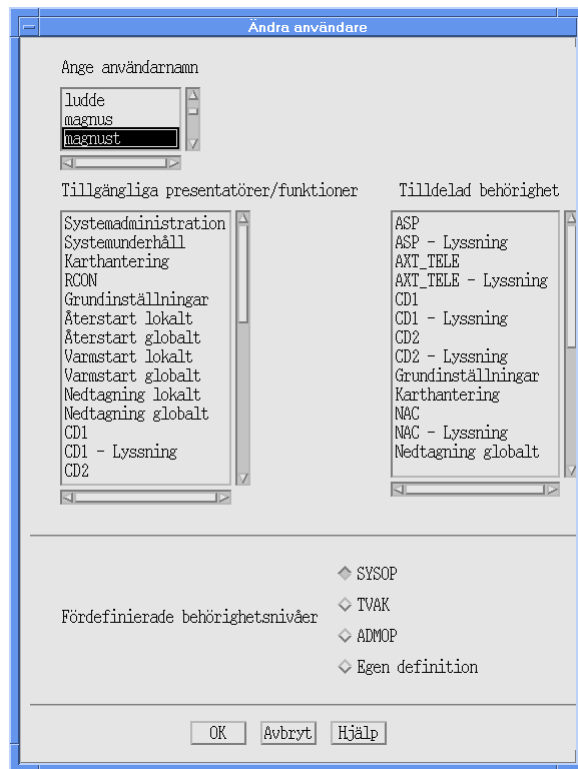 Ändra användare
Ange användarnamn
ludde
magnus
magnust
Tillgängliga presentatörer/funktioner
Systemadministration
Systemunderhåll
Karthantering
RCON
Grundinställningar
Återstart lokalt
Återstart globalt
Varmstart lokalt
Varmstart globalt
Nedtagning lokalt
Nedtagning globalt
CD1
CD1 - Lyssning
CD2
Tilldelad behörighet
ASP
ASP - Lyssning
AXT_TELE
AXT_TELE - Lyssning
CD1
CD1 - Lyssning
CD2
CD2 - Lyssning
Grundinställningar
Karthantering
NAC
NAC - Lyssning
Nedtagning globalt
Fördefinierade behörighetsnivåer
SYSOP
TVAK
ADMOP
Egen definition
OK Avbryt Hjälp